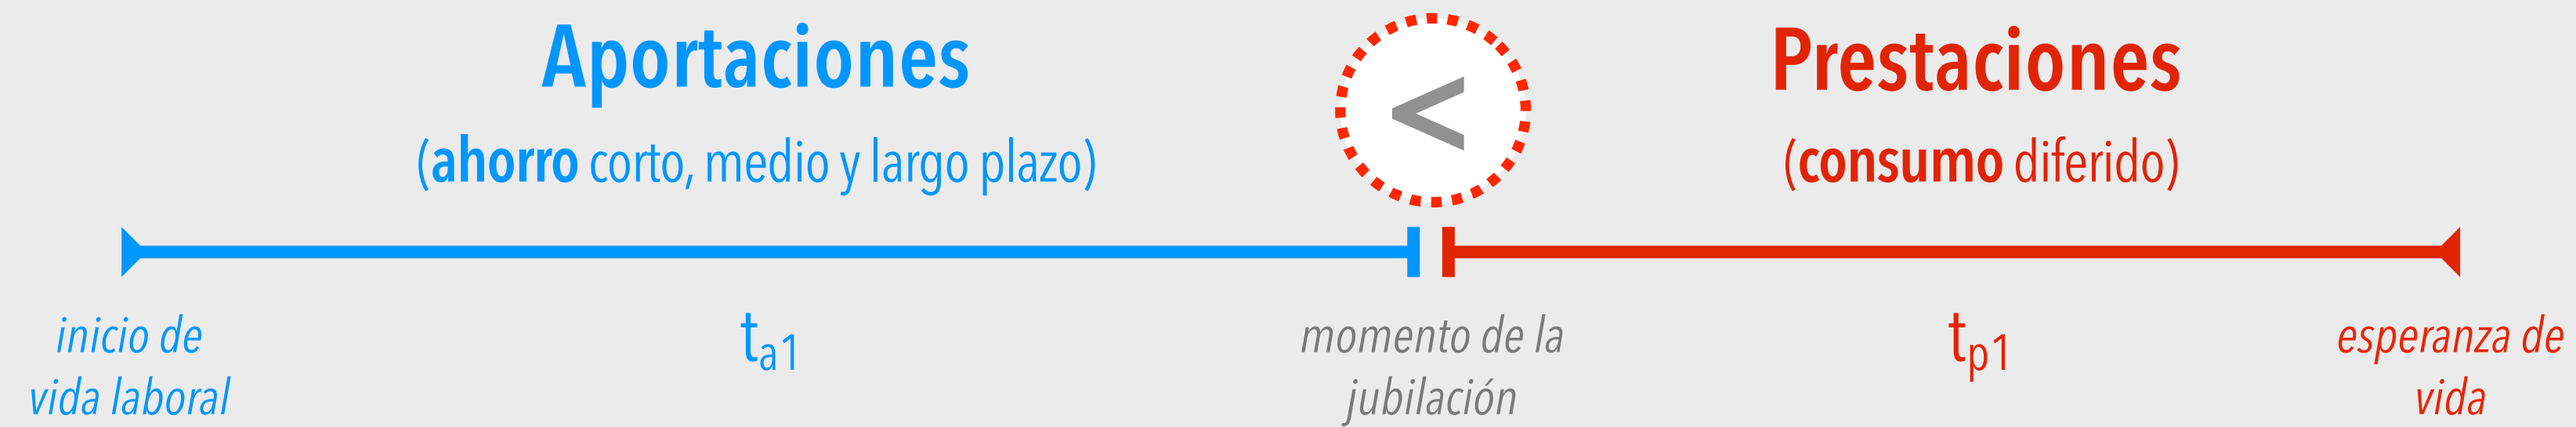 Aportaciones
(ahorro corto, medio y largo plazo)
<
Prestaciones
(consumo diferido)
inicio de
vida laboral
ta1
momento de la
jubilación
tp1
esperanza de
vida